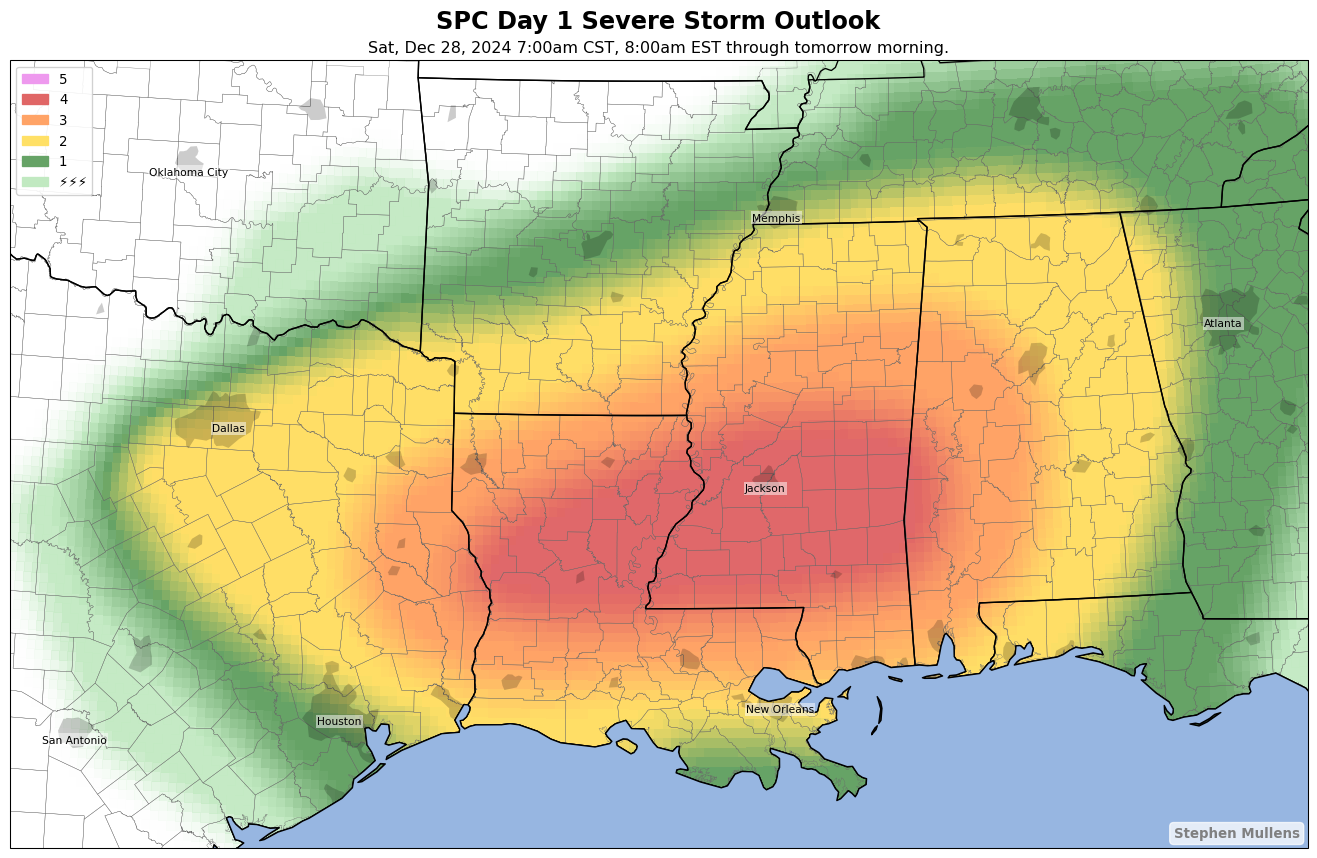 SPC Day 1 Severe Storm Outlook
Sat, Dec 28, 2024 7:00am CST, 8:00am EST through tomorrow morning.
5
4
3
2
1
⚡⚡⚡
Oklahoma City
Memphis
Atlanta
Dallas
Jackson
New Orleans
Houston
San Antonio
Stephen Mullens